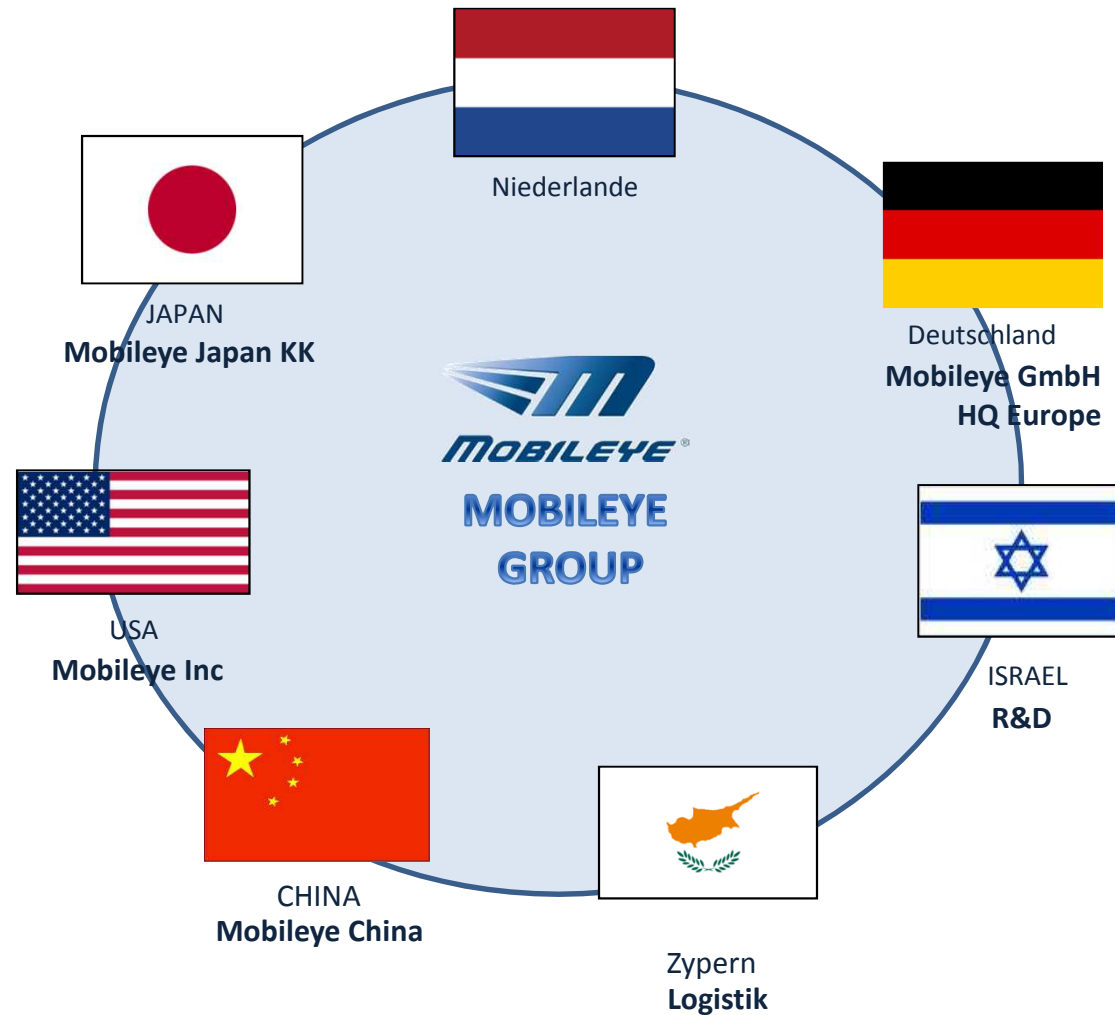 Niederlande
JAPAN
Mobileye Japan KK
Deutschland
Mobileye GmbH
HQ Europe
MOBILEYE®
MOBILEYE
GROUP
USA
Mobileye Inc
ISRAEL
R&D
CHINA
Mobileye China
Zypern
Logistik